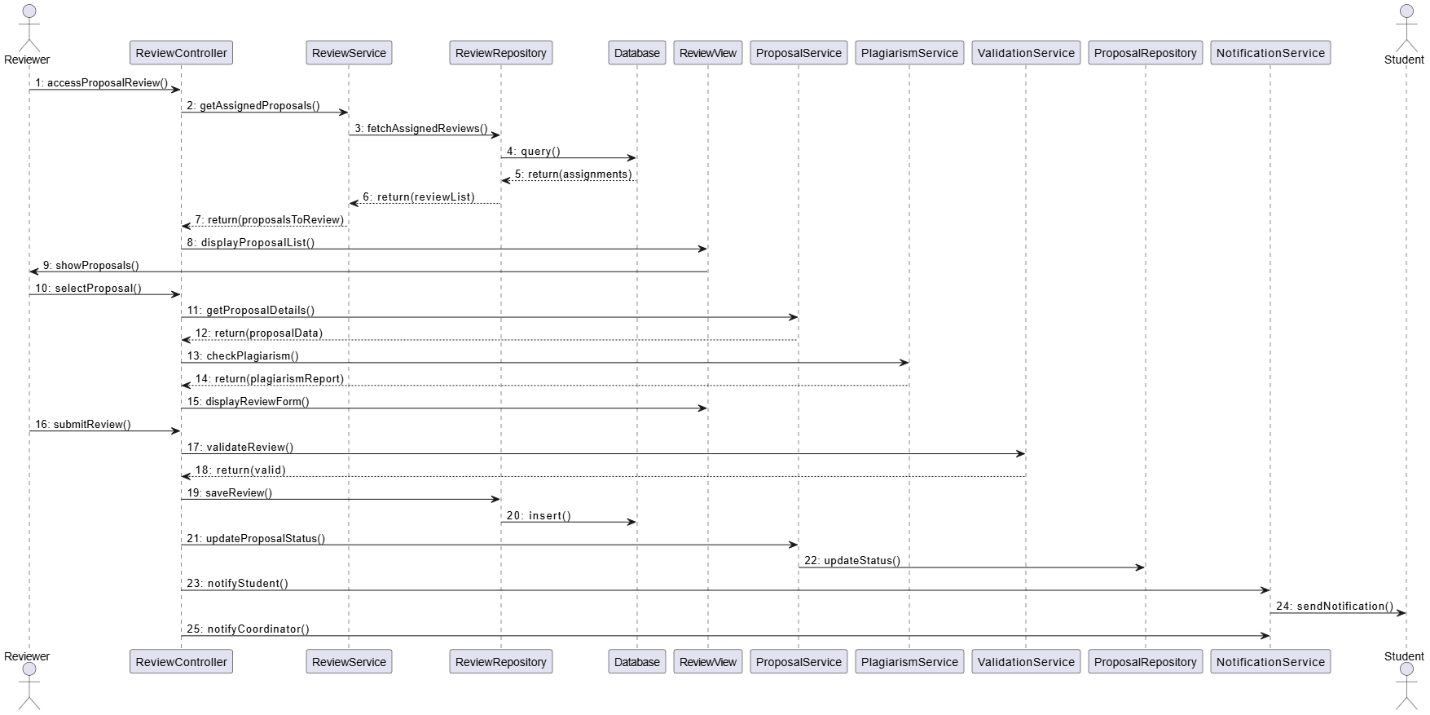 Reviewer
ReviewController
ReviewService
ReviewRepository
Database
ReviewView
ProposalService
PlagiarismService
ValidationService
ProposalRepository
NotificationService
Student
1: accessProposalReview()
2: getAssignedProposals()
3: fetchAssignedReviews()
4: query()
5: return(assignments)
6: return(reviewList)
7: return(proposalsToReview)
8: displayProposalList()
9: showProposals()
10: selectProposal()
11: getProposalDetails()
12: return(proposalData)
13: checkPlagiarism()
14: return(plagiarismReport)
15: displayReviewForm()
16: submitReview()
17: validateReview()
18: return(valid)
19: saveReview()
20: insert()
21: updateProposalStatus()
22: updateStatus()
23: notifyStudent()
24: sendNotification()
25: notifyCoordinator()
Reviewer
ReviewController
ReviewService
ReviewRepository
Database
ReviewView
ProposalService
PlagiarismService
ValidationService
ProposalRepository
NotificationService
Student